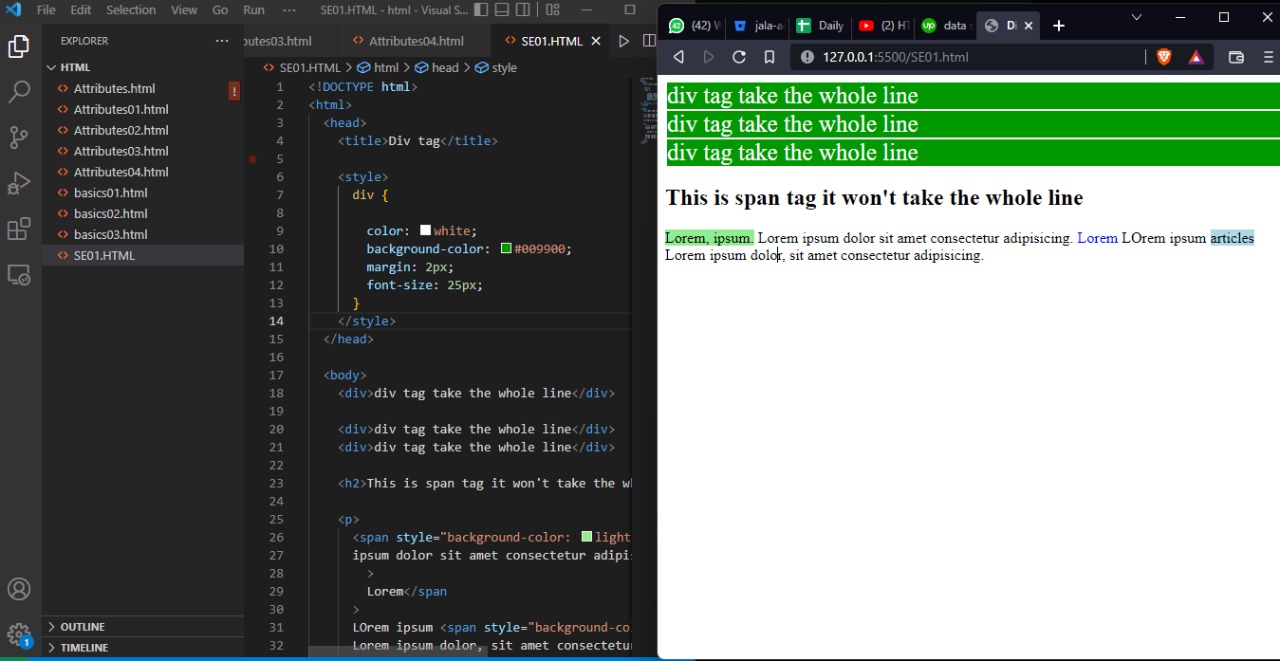 File Edit Selection View Go Run ··· SE01.HTML - html - Visual S...
EXPLORER ···
HTML
Attributes.html
Attributes01.html
Attributes02.html
Attributes03.html
Attributes04.html
basics01.html
basics02.html
basics03.html
SE01.HTML
OUTLINE
TIMELINE
1
butes03.html Attributes04.html SE01.HTML
SE01.HTML > html > head > style
1 <!DOCTYPE html>
2 <html>
3 <head>
4 <title>Div tag</title>
5
6 <style>
7 div {
8
9 color: white;
10 background-color: #009900;
11 margin: 2px;
12 font-size: 25px;
13 }
14 </style>
15 </head>
16
17 <body>
18 <div>div tag take the whole line</div>
19
20 <div>div tag take the whole line</div>
21 <div>div tag take the whole line</div>
22
23 <h2>This is span tag it won't take the w
24
25 <p>
26 <span style="background-color: light
27 ipsum dolor sit amet consectetur adipis
28 >
29 Lorem</span
30 >
31 LOrem ipsum <span style="background-co
32 Lorem ipsum dolor, sit amet consectetur
42 (42) jala-a Daily (2) HT up data s Di
127.0.0.1:5500/SE01.html
div tag take the whole line
div tag take the whole line
div tag take the whole line
This is span tag it won't take the whole line
Lorem, ipsum. Lorem ipsum dolor sit amet consectetur adipisicing. Lorem LOrem ipsum articles
Lorem ipsum dolor, sit amet consectetur adipisicing.